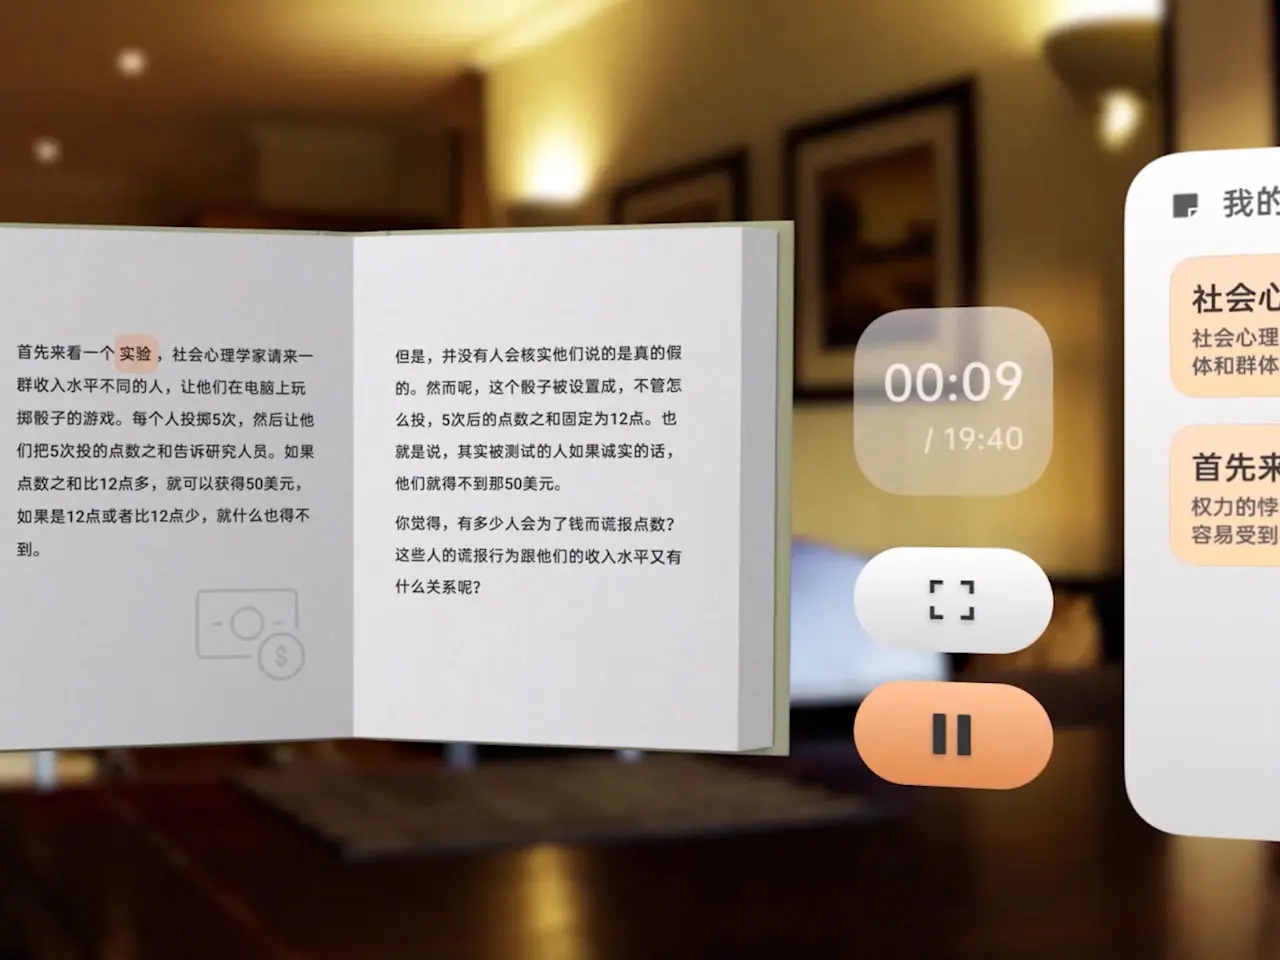 首先来看一个 实验 ，社会心理学家请来一
群收入水平不同的人，让他们在电脑上玩
掷骰子的游戏。每个人投掷5次，然后让他
们把5次投的点数之和告诉研究人员。如果
点数之和比12点多，就可以获得50美元，
如果是12点或者比12点少，就什么也得不
到。
$
但是，并没有人会核实他们说的是真的假
的。然而呢，这个骰子被设置成，不管怎
么投，5次后的点数之和固定为12点。也
就是说，其实被测试的人如果诚实的话，
他们就得不到那50美元。
你觉得，有多少人会为了钱而谎报点数？
这些人的谎报行为跟他们的收入水平又有
什么关系呢？
00:09
/ 19:40
我的
社会心
社会心理
体和群体
首先来
权力的悖
容易受到